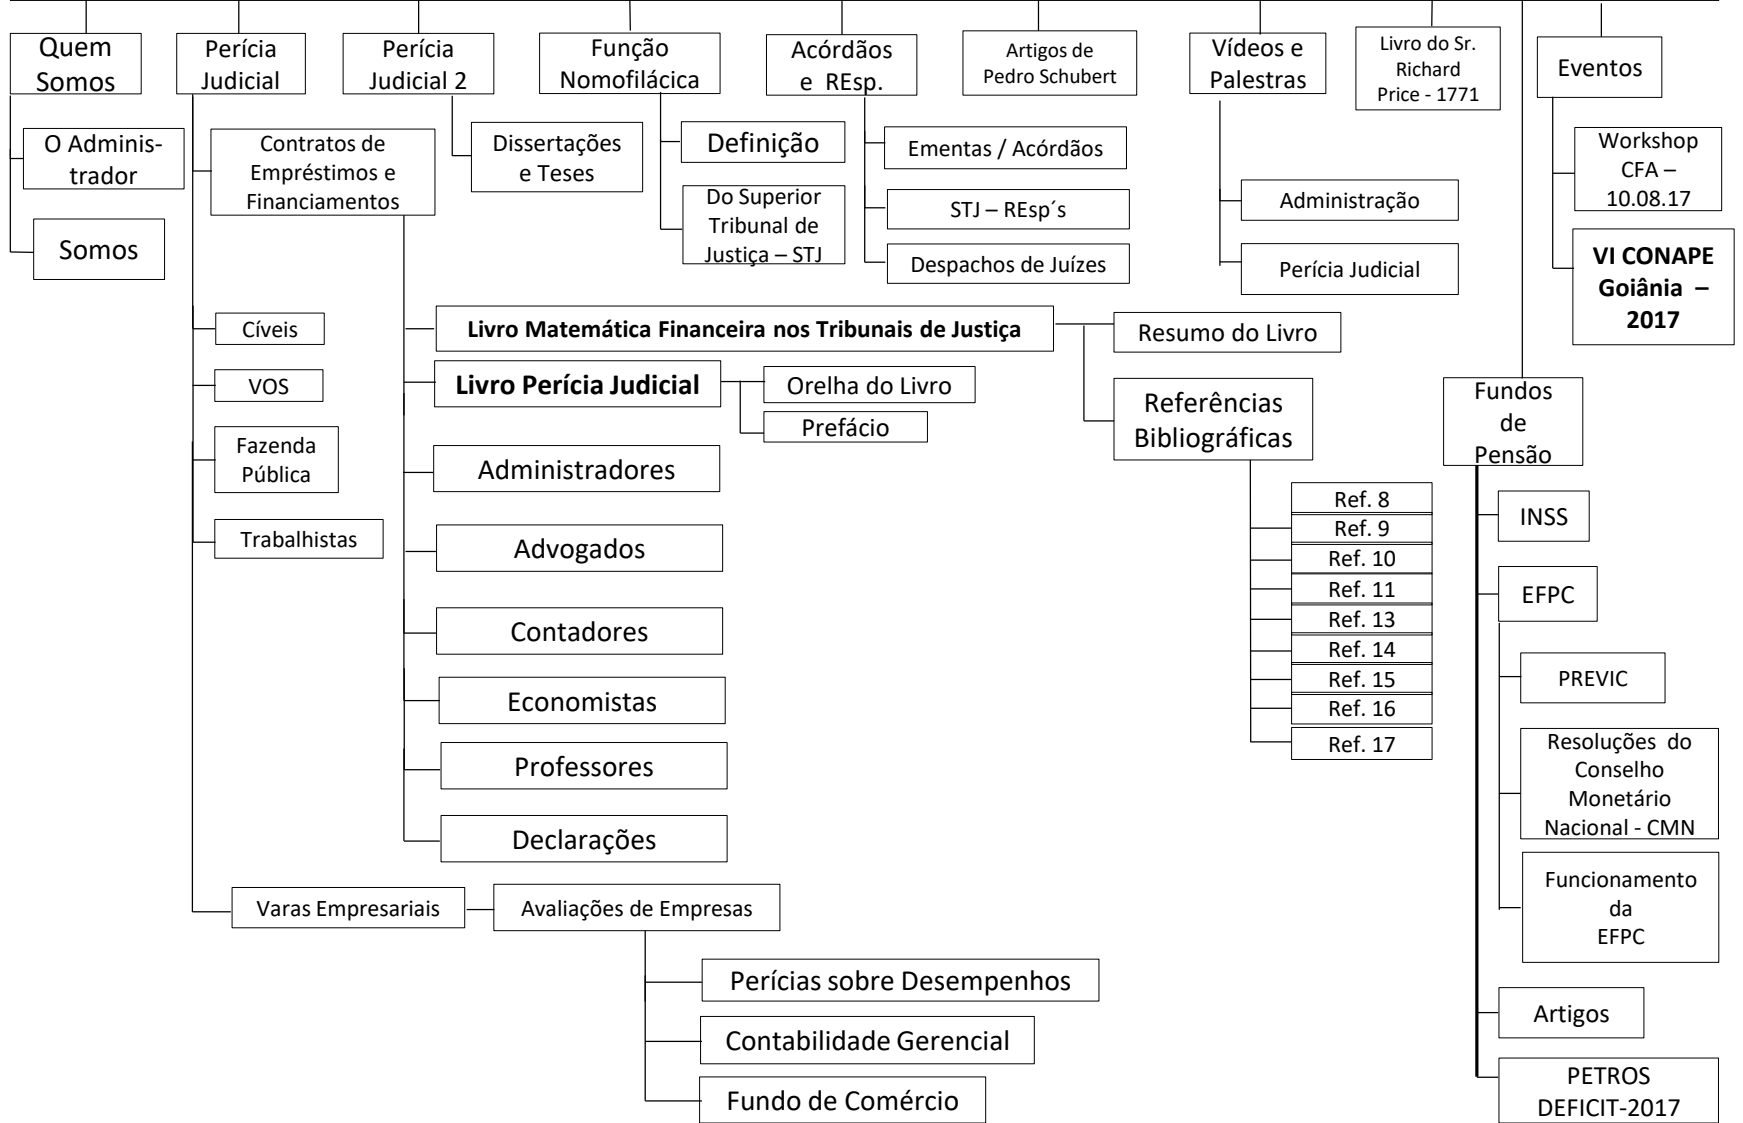 Quem
Somos
Perícia
Judicial
Perícia
Judicial 2
Função
Nomofilácica
Acórdãos
e REsp.
Artigos de
Pedro Schubert
Vídeos e
Palestras
Livro do Sr.
Richard
Price - 1771
Eventos
O Adminis-
trador
Somos
Contratos de
Empréstimos e
Financiamentos
Dissertações
e Teses
Definição
Do Superior
Tribunal de
Justiça – STJ
Ementas / Acórdãos
STJ – REsp´s
Despachos de Juízes
Administração
Perícia Judicial
Workshop
CFA –
10.08.17
VI CONAPE
Goiânia –
2017
Cíveis
VOS
Fazenda
Pública
Trabalhistas
Livro Matemática Financeira nos Tribunais de Justiça
Resumo do Livro
Livro Perícia Judicial
Orelha do Livro
Prefácio
Referências
Bibliográficas
Administradores
Advogados
Contadores
Economistas
Professores
Declarações
Ref. 8
Ref. 9
Ref. 10
Ref. 11
Ref. 13
Ref. 14
Ref. 15
Ref. 16
Ref. 17
Fundos
de
Pensão
INSS
EFPC
PREVIC
Resoluções do
Conselho
Monetário
Nacional - CMN
Funcionamento
da
EFPC
Artigos
PETROS
DEFICIT-2017
Varas Empresariais
Avaliações de Empresas
Perícias sobre Desempenhos
Contabilidade Gerencial
Fundo de Comércio